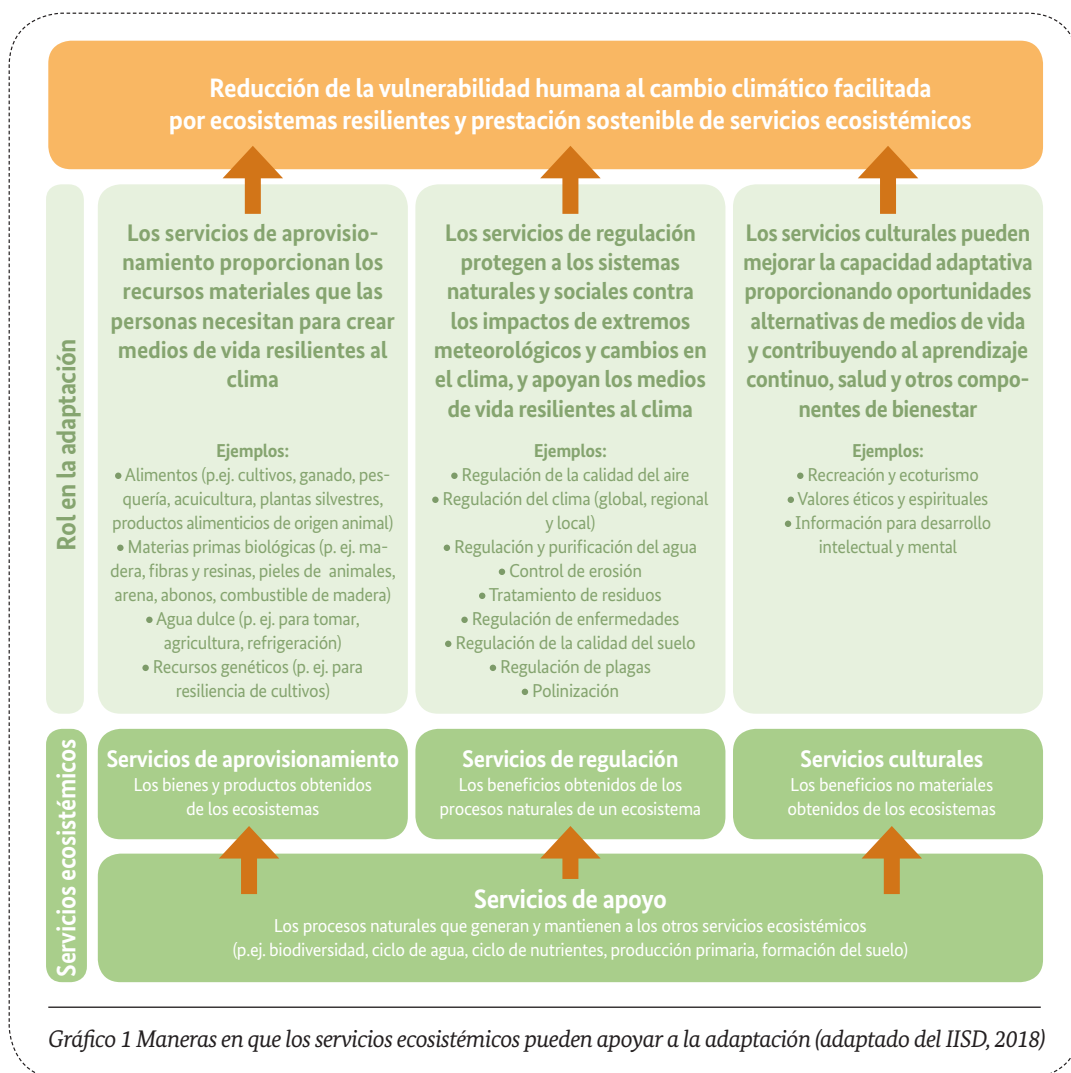 Reducción de la vulnerabilidad humana al cambio climático facilitada
por ecosistemas resilientes y prestación sostenible de servicios ecosistémicos
Rol en la adaptación
Los servicios de aprovisio-
namiento proporcionan los
recursos materiales que las
personas necesitan para crear
medios de vida resilientes al
clima
Ejemplos:
• Alimentos (p.ej. cultivos, ganado, pes-
quería, acuicultura, plantas silvestres,
productos alimenticios de origen animal)
• Materias primas biológicas (p. ej. ma-
dera, fibras y resinas, pieles de animales,
arena, abonos, combustible de madera)
• Agua dulce (p. ej. para tomar,
agricultura, refrigeración)
• Recursos genéticos (p. ej. para
resiliencia de cultivos)
Los servicios de regulación
protegen a los sistemas
naturales y sociales contra
los impactos de extremos
meteorológicos y cambios en
el clima, y apoyan los medios
de vida resilientes al clima
Ejemplos:
• Regulación de la calidad del aire
• Regulación del clima (global, regional
y local)
• Regulación y purificación del agua
• Control de erosión
• Tratamiento de residuos
• Regulación de enfermedades
• Regulación de la calidad del suelo
• Regulación de plagas
• Polinización
Los servicios culturales pueden
mejorar la capacidad adaptativa
proporcionando oportunidades
alternativas de medios de vida
y contribuyendo al aprendizaje
continuo, salud y otros compo-
nentes de bienestar
Ejemplos:
• Recreación y ecoturismo
• Valores éticos y espirituales
• Información para desarrollo
intelectual y mental
Servicios ecosistémicos
Servicios de aprovisionamiento
Los bienes y productos obtenidos
de los ecosistemas
Servicios de regulación
Los beneficios obtenidos de los
procesos naturales de un ecosistema
Servicios culturales
Los beneficios no materiales
obtenidos de los ecosistemas
Servicios de apoyo
Los procesos naturales que generan y mantienen a los otros servicios ecosistémicos
(p.ej. biodiversidad, ciclo de agua, ciclo de nutrientes, producción primaria, formación del suelo)
Gráfico 1 Maneras en que los servicios ecosistémicos pueden apoyar a la adaptación (adaptado del IISD, 2018)